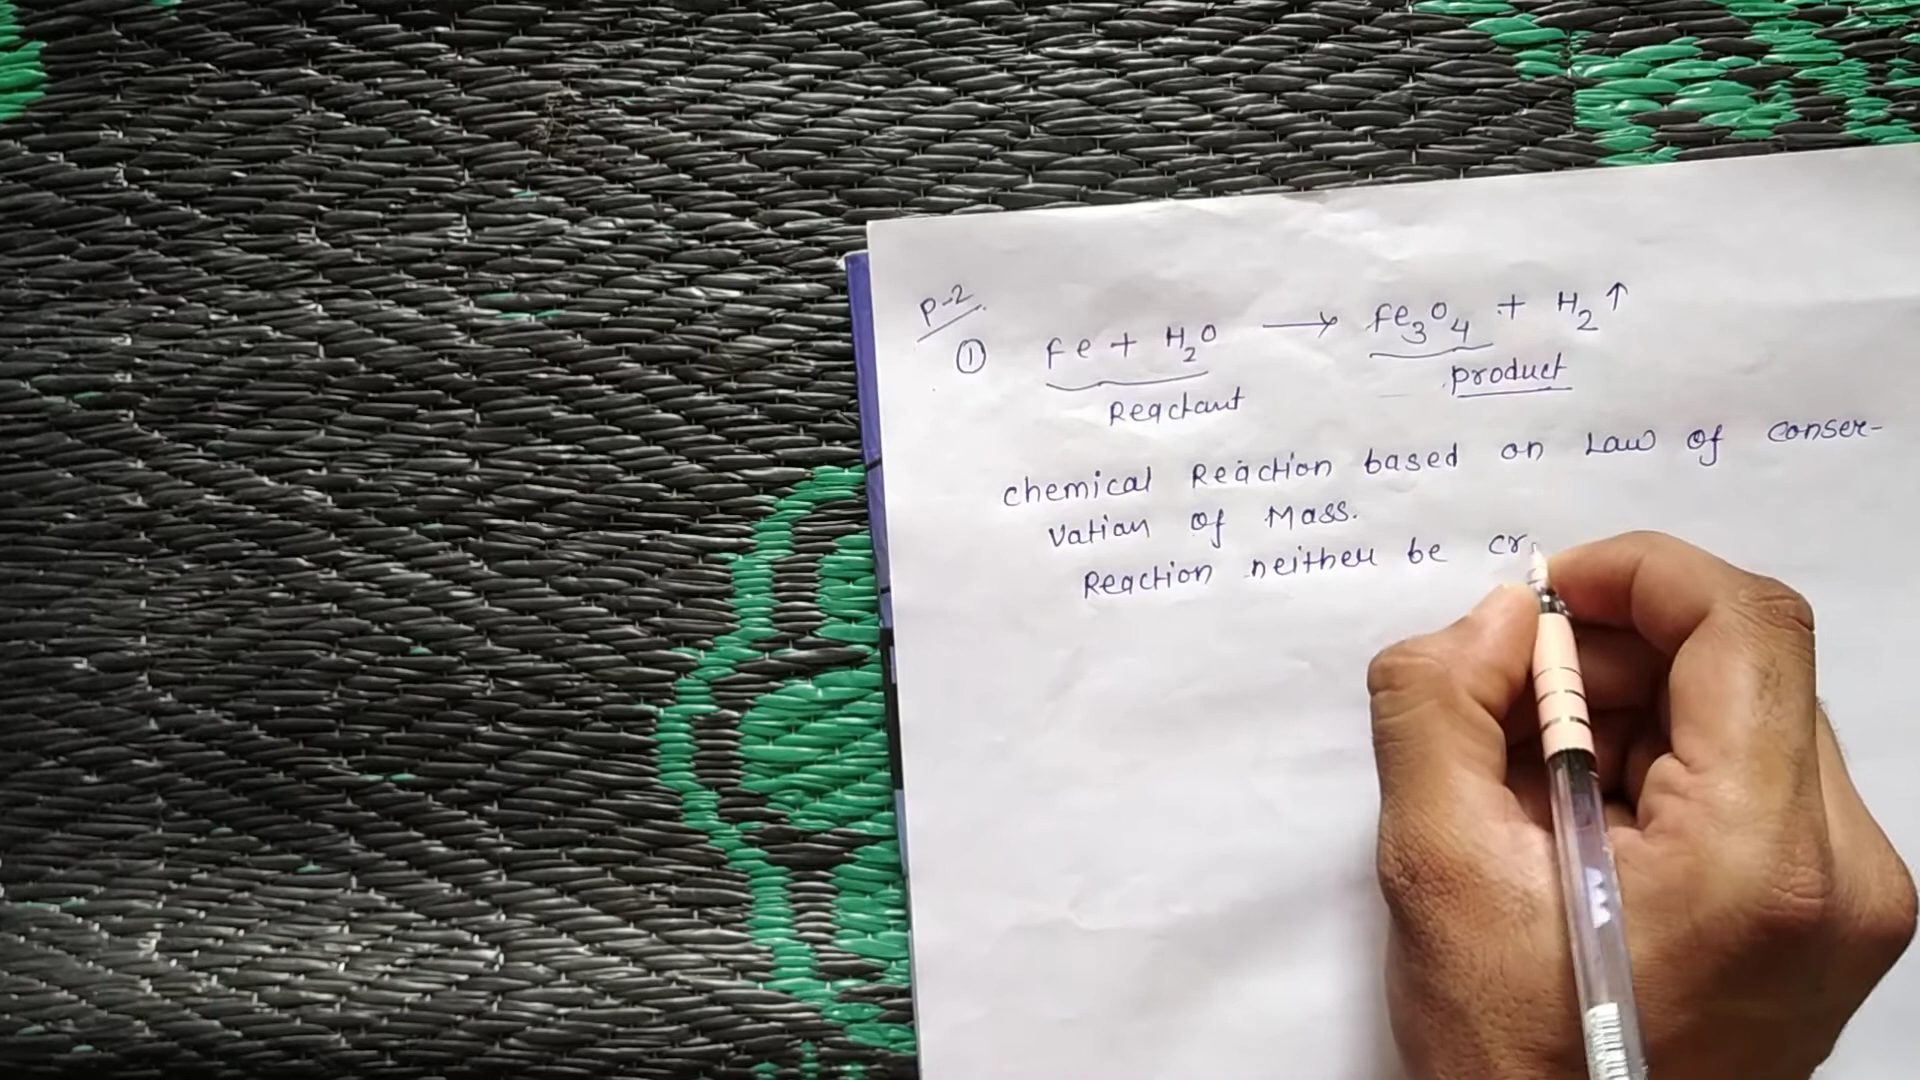 P-2
① Fe + H₂O ⟶ Fe₃O₄ + H₂↑
Reactant product
chemical Reaction based on Law of conser-
vation of Mass.
Reaction neither be cr